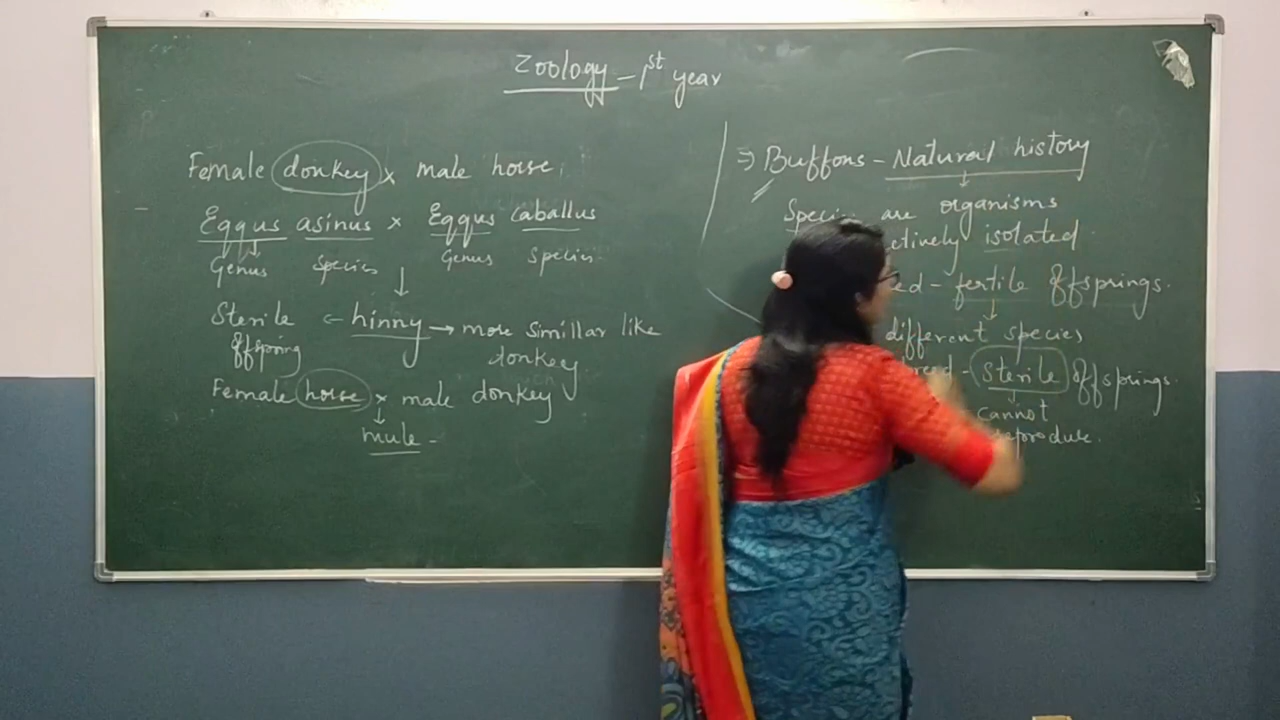 Zoology - 1st year
Female donkey x male horse
Eqqus asinus x Eqqus caballus
Genus Species Genus Species
↓
Sterile offspring ← hinny → more simillar like donkey
Female horse x male donkey
↓
mule -
⇒ Buffons - Natural history
↓
are organisms
isolated.
- fertile offsprings.
↓
different species
- Sterile offsprings.
↓
cannot
reproduce.